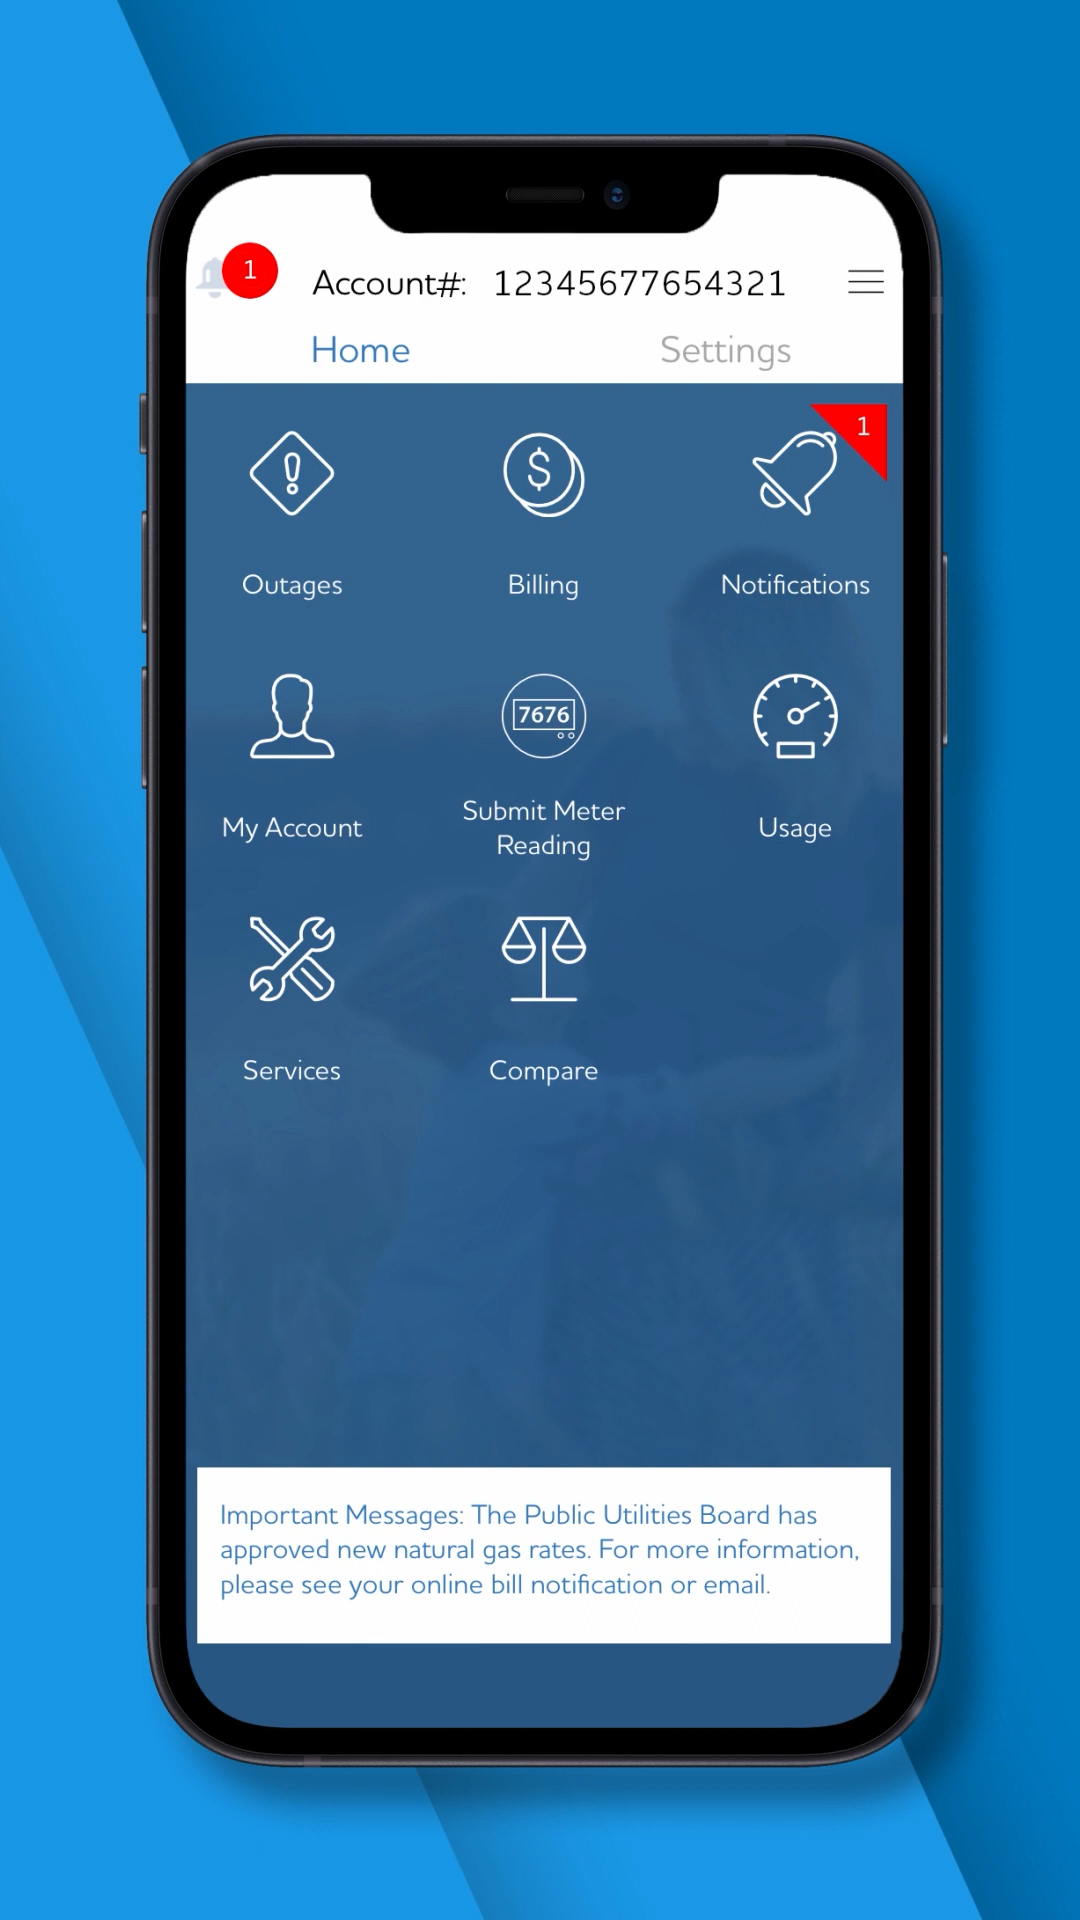 1
Account#: 12345677654321
Home Settings
1
Outages Billing Notifications
7676
My Account Submit Meter Usage
Reading
Services Compare
Important Messages: The Public Utilities Board has
approved new natural gas rates. For more information,
please see your online bill notification or email.